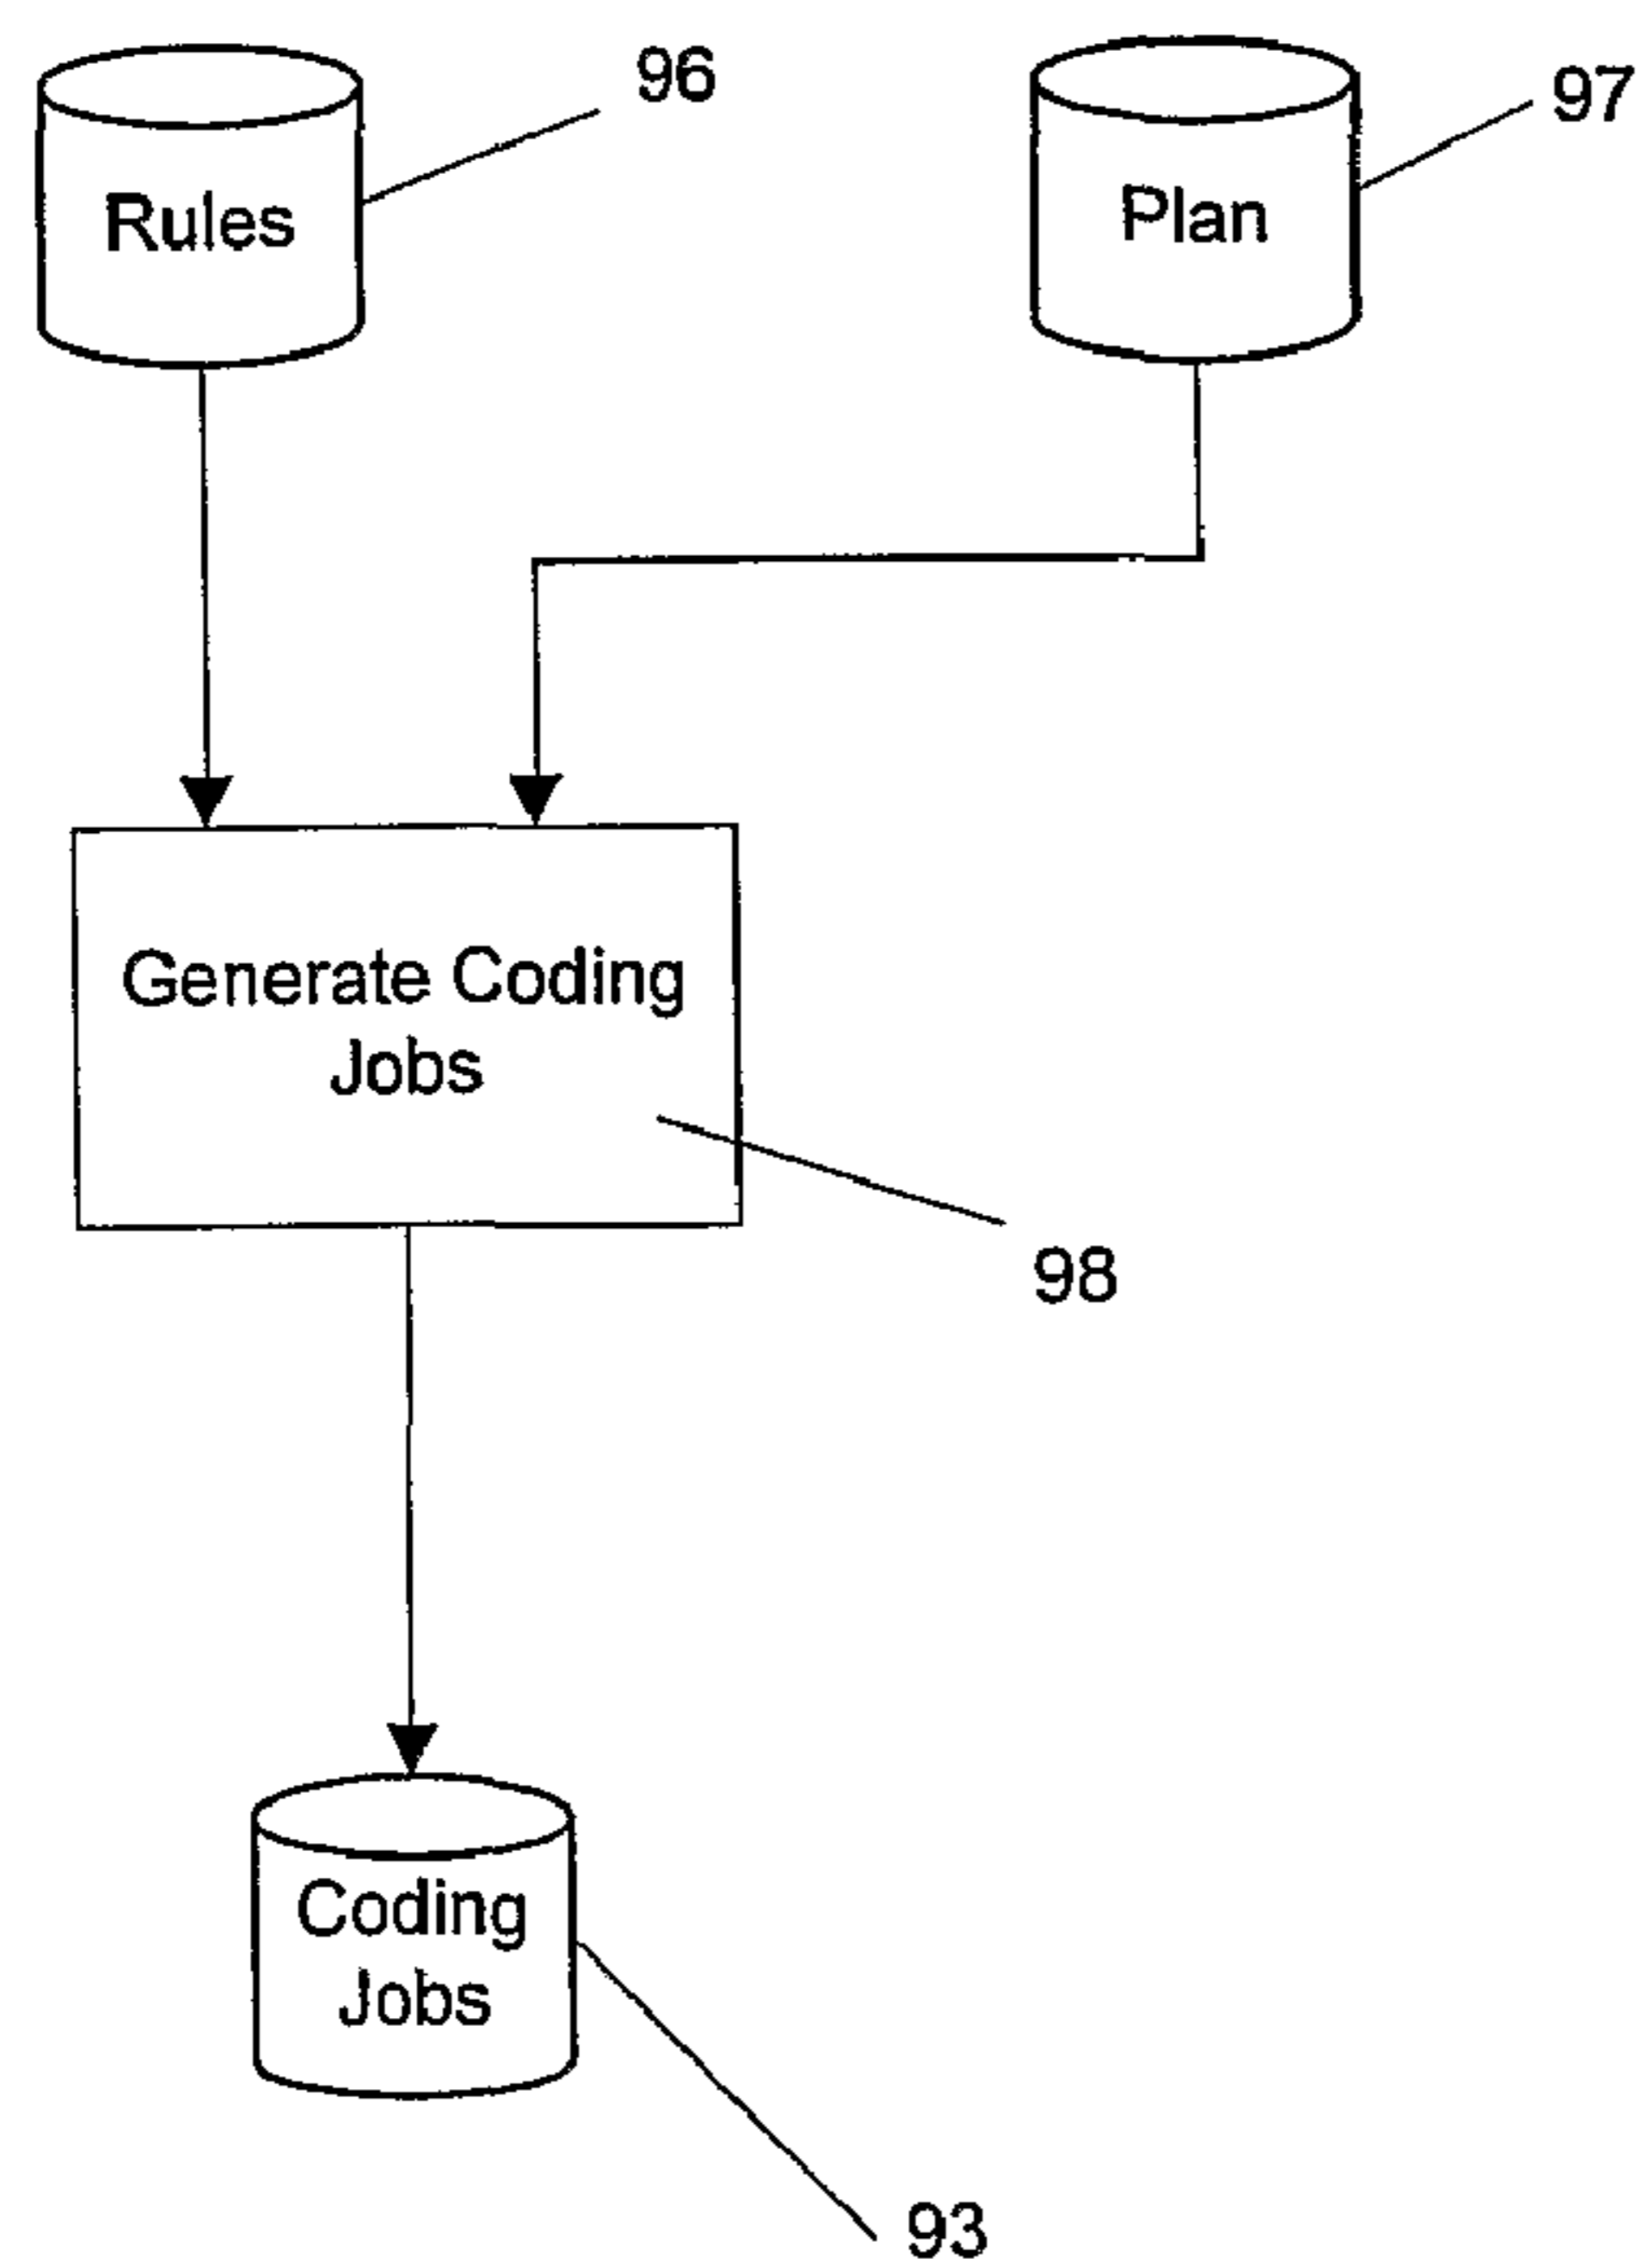 96
97
Rules
Plan
Generate Coding
Jobs
98
Coding
Jobs
93